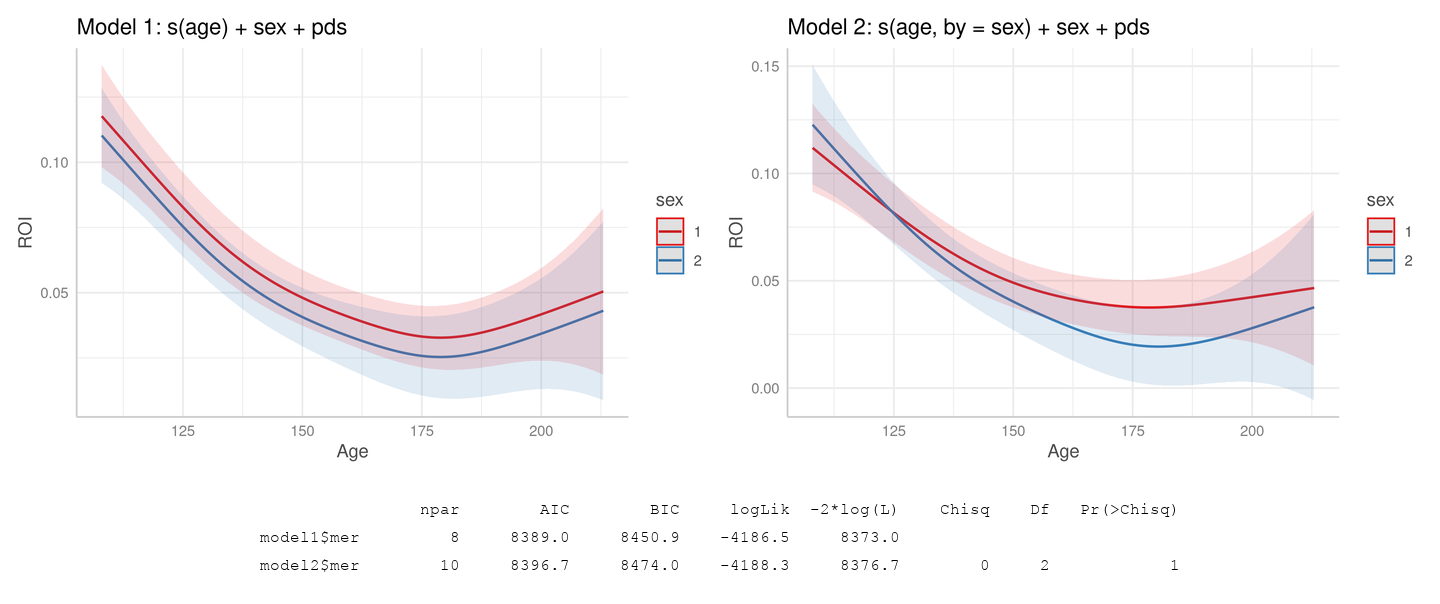 Model 1: s(age) + sex + pds
0.10
0.05
ROI
125 150 175 200
Age
sex
1
2
Model 2: s(age, by = sex) + sex + pds
0.15
0.10
0.05
0.00
ROI
125 150 175 200
Age
sex
1
2
npar AIC BIC logLik -2*log(L) Chisq Df Pr(>Chisq)
model1$mer 8 8389.0 8450.9 -4186.5 8373.0
model2$mer 10 8396.7 8474.0 -4188.3 8376.7 0 2 1